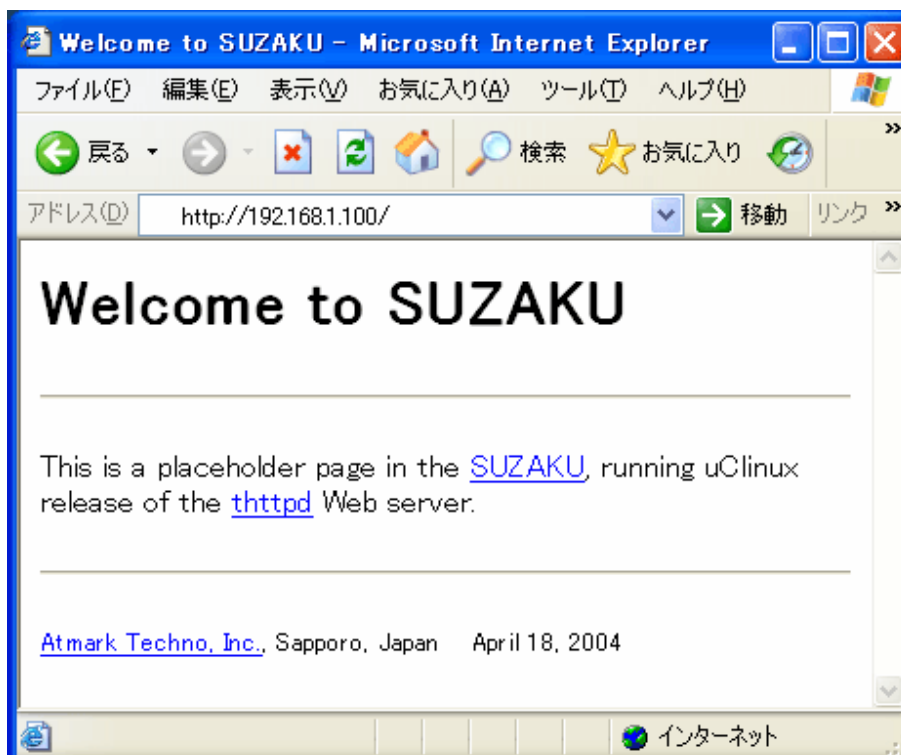 Welcome to SUZAKU - Microsoft Internet Explorer
ファイル(F) 編集(E) 表示(V) お気に入り(A) ツール(T) ヘルプ(H)
戻る 検索 お気に入り »
アドレス(D) http://192.168.1.100/ 移動 リンク »
Welcome to SUZAKU
This is a placeholder page in the SUZAKU, running uClinux
release of the thttpd Web server.
Atmark Techno, Inc., Sapporo, Japan April 18, 2004
インターネット